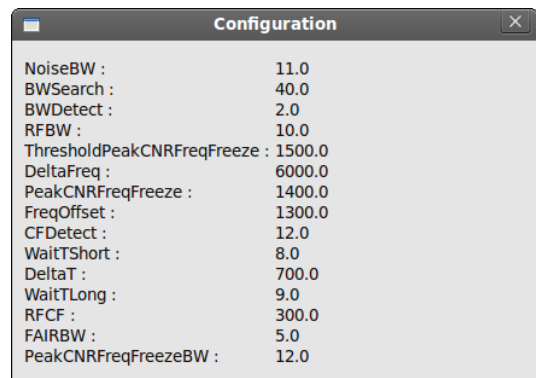 Configuration
NoiseBW : 11.0
BWSearch : 40.0
BWDetect : 2.0
RFBW : 10.0
ThresholdPeakCNRFreqFreeze : 1500.0
DeltaFreq : 6000.0
PeakCNRFreqFreeze : 1400.0
FreqOffset : 1300.0
CFDetect : 12.0
WaitTShort : 8.0
DeltaT : 700.0
WaitTLong : 9.0
RFCF : 300.0
FAIRBW : 5.0
PeakCNRFreqFreezeBW : 12.0